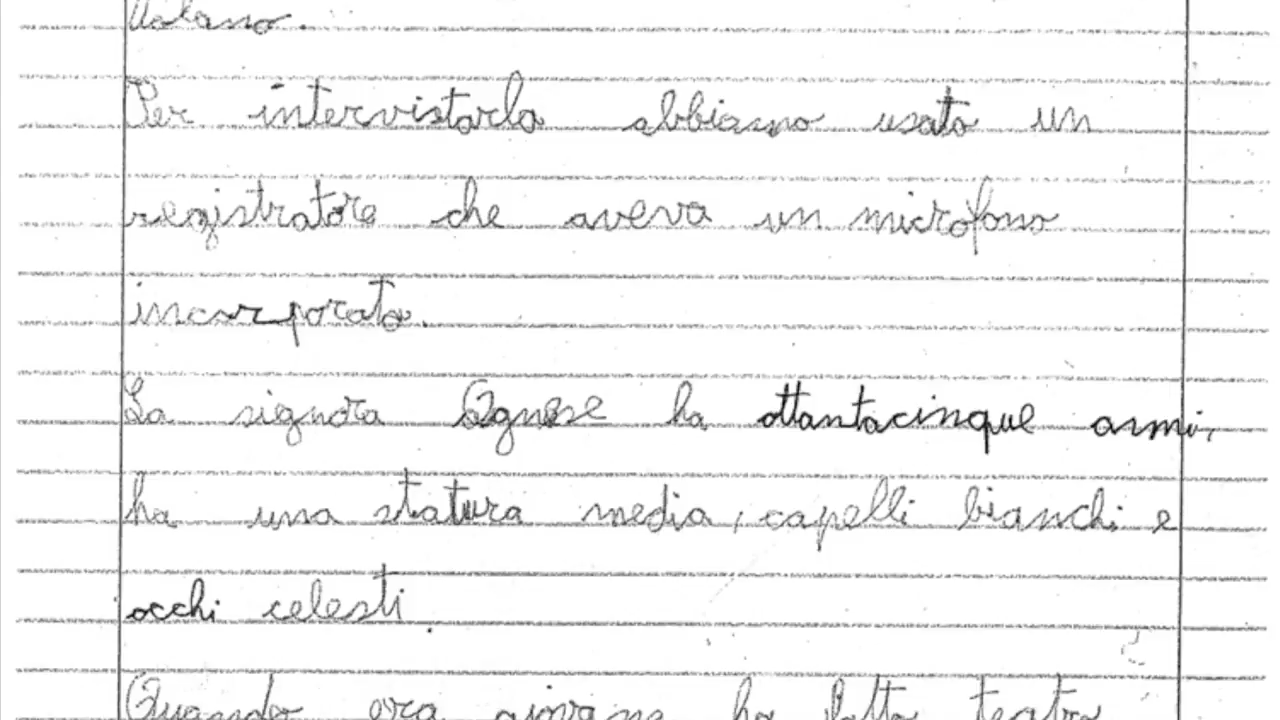 Per intervistarla abbiamo usato un
registratore che aveva un microfono
incorporato.
La signora Agnese ha ottantacinque anni,
ha una statura media, capelli bianchi e
occhi celesti.
Quando era giovane ha fatto teatro